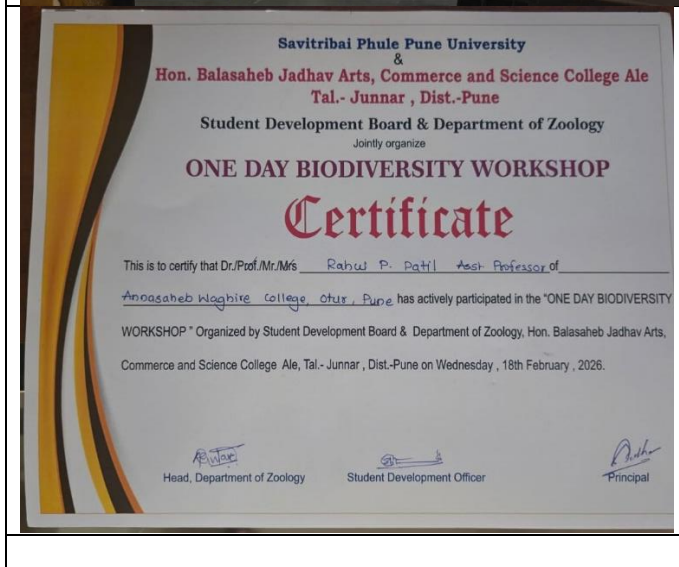 Savitribai Phule Pune University
&
Hon. Balasaheb Jadhav Arts, Commerce and Science College Ale
Tal.- Junnar , Dist.-Pune
Student Development Board & Department of Zoology
Jointly organize
ONE DAY BIODIVERSITY WORKSHOP
Certificate
This is to certify that Dr./Prof./Mr./Mrs Rahul P. Patil Asst Professor of
Annasaheb Waghire College, Otur, Pune has actively participated in the "ONE DAY BIODIVERSITY
WORKSHOP " Organized by Student Development Board & Department of Zoology, Hon. Balasaheb Jadhav Arts,
Commerce and Science College Ale, Tal.- Junnar , Dist.-Pune on Wednesday , 18th February , 2026.
Head, Department of Zoology Student Development Officer Principal